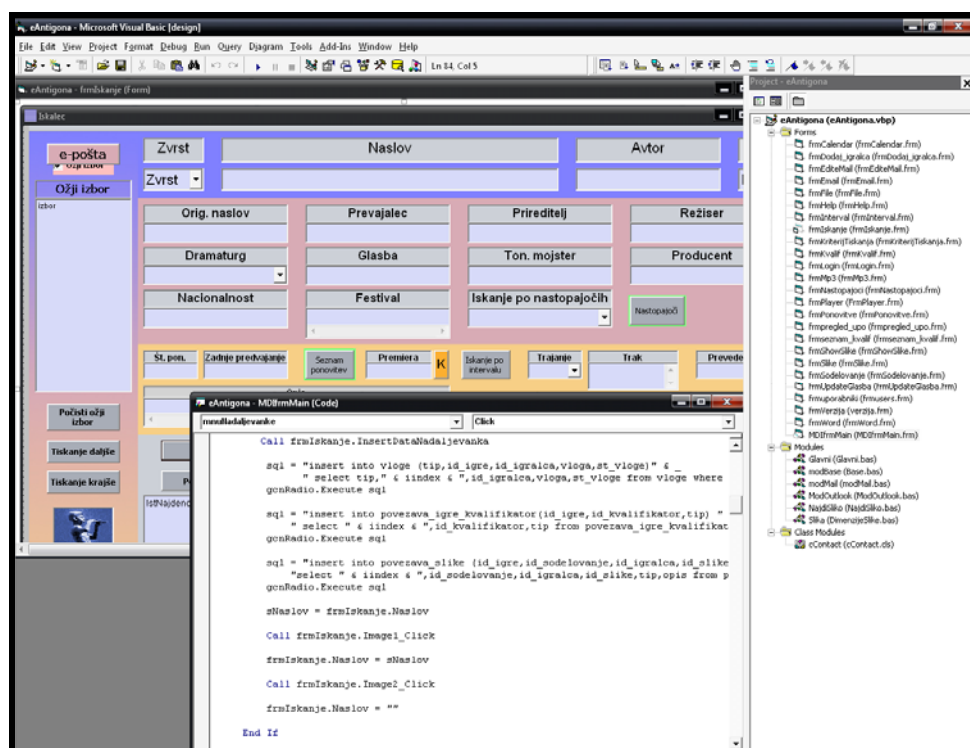 eAntigona - Microsoft Visual Basic [design]
File Edit View Project Format Debug Run Query Diagram Tools Add-Ins Window Help
Ln 84, Col 5
eAntigona - frmIskanje (Form)
Iskalec
e-pošta
Ožji izbor
Ožji izbor
izbor
Zvrst Naslov Avtor
Zvrst
Orig. naslov Prevajalec Prireditelj Režiser
Dramaturg Glasba Ton. mojster Producent
Nacionalnost Festival Iskanje po nastopajočih
Nastopajoči
Št. pon. Zadnje predvajanje Seznam ponovitev Premiera K Iskanje po intervalu Trajanje Trak Prevede
Počisti ožji izbor
Tiskanje daljše
Tiskanje krajše
lstNajdeno
eAntigona - MDIfrmMain (Code)
mnuNadaljevanke Click
Call frmIskanje.InsertDataNadaljevanka
sql = "insert into vloge (tip,id_igre,id_igralca,vloga,st_vloge)" & _
" select tip," & iindex & ",id_igralca,vloga,st_vloge from vloge where
gcnRadio.Execute sql
sql = "insert into povezava_igre_kvalifikator(id_igre,id_kvalifikator,tip) "
" select " & iindex & ",id_kvalifikator,tip from povezava_igre_kvalifikat
gcnRadio.Execute sql
sql = "insert into povezava_slike (id_igre,id_sodelovanje,id_igralca,id_slike
"select " & iindex & ",id_sodelovanje,id_igralca,id_slike,tip,opis from p
gcnRadio.Execute sql
sNaslov = frmIskanje.Naslov
Call frmIskanje.Image1_Click
frmIskanje.Naslov = sNaslov
Call frmIskanje.Image2_Click
frmIskanje.Naslov = ""
End If
Project - eAntigona
eAntigona (eAntigona.vbp)
Forms
frmCalendar (frmCalendar.frm)
frmDodaj_igralca (frmDodaj_igralca.frm)
frmEditeMail (frmEditeMail.frm)
frmEmail (frmEmail.frm)
frmFile (frmFile.frm)
frmHelp (frmHelp.frm)
frmInterval (frmInterval.frm)
frmIskanje (frmIskanje.frm)
frmKriterijTiskanja (frmKriterijTiskanja.frm)
frmKvalif (frmKvalif.frm)
frmLogin (frmLogin.frm)
frmMp3 (frmMp3.frm)
frmNastopajoci (frmNastopajoci.frm)
frmPlayer (FrmPlayer.frm)
frmPonovitve (frmPonovitve.frm)
frmpregled_upo (frmpregled_upo.frm)
frmseznam_kvalif (frmseznam_kvalif.frm)
frmShowSlike (frmShowSlike.frm)
frmSlike (frmSlike.frm)
frmSodelovanje (frmSodelovanje.frm)
frmUpdateGlasba (frmUpdateGlasba.frm)
frmuporabniki (frmusers.frm)
frmVerzija (verzija.frm)
frmWord (frmWord.frm)
MDIfrmMain (MDIfrmMain.frm)
Modules
Glavni (Glavni.bas)
modBase (Base.bas)
modMail (modMail.bas)
ModOutlook (ModOutlook.bas)
NajdiSliko (NajdiSliko.bas)
Slika (DimenzijeSlike.bas)
Class Modules
cContact (cContact.cls)